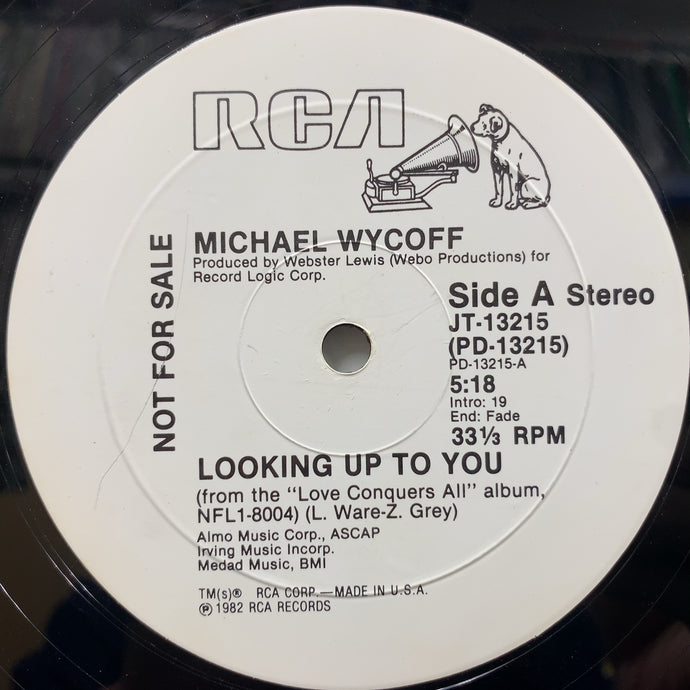 RCA
NOT FOR SALE
MICHAEL WYCOFF
Produced by Webster Lewis (Webo Productions) for
Record Logic Corp.
Side A Stereo
JT-13215
(PD-13215)
PD-13215-A
5:18
Intro: 19
End: Fade
33⅓ RPM
LOOKING UP TO YOU
(from the "Love Conquers All" album,
NFL1-8004) (L. Ware-Z. Grey)
Almo Music Corp., ASCAP
Irving Music Incorp.
Medad Music, BMI
TM(s)® RCA CORP.—MADE IN U.S.A.
℗ 1982 RCA RECORDS